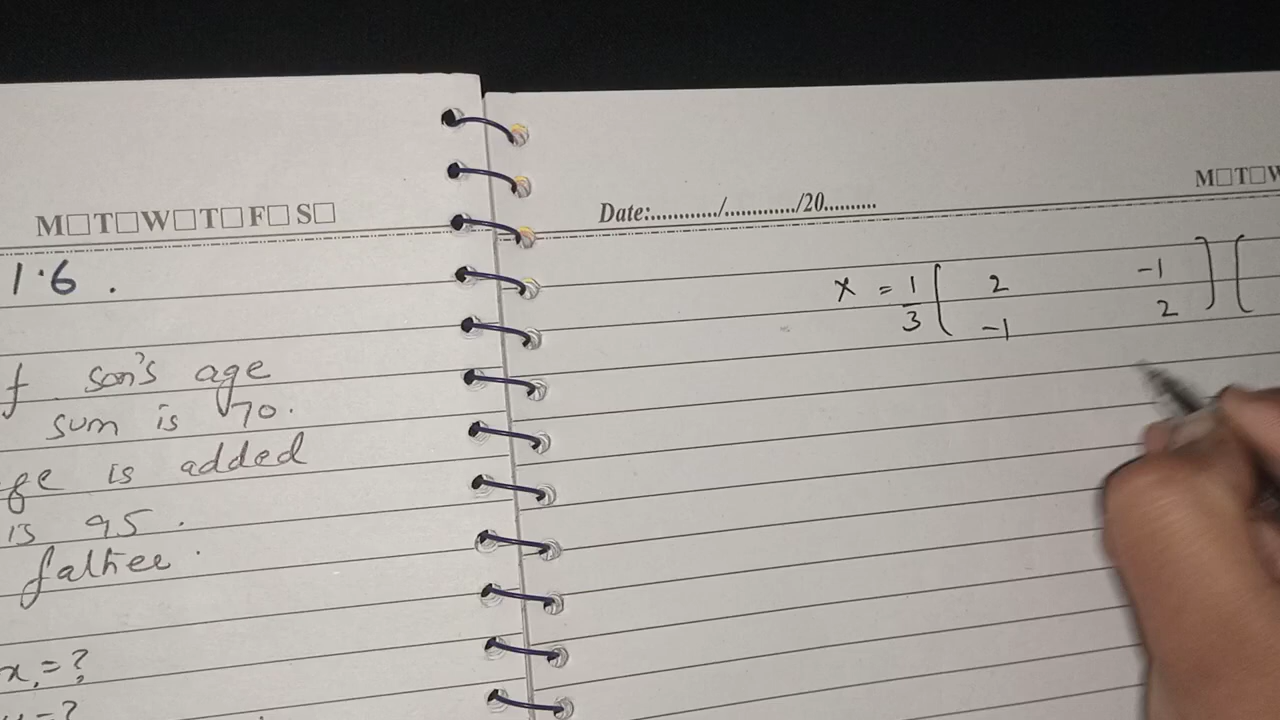 M□T□W□T□F□ S□
1.6.
f son's age
sum is 70.
ge is added
is 95.
father.
x = ?
y = ?
Date:............/............./20..........
M□T□W
x = 1/3 ( 2 -1
-1 2 ) (